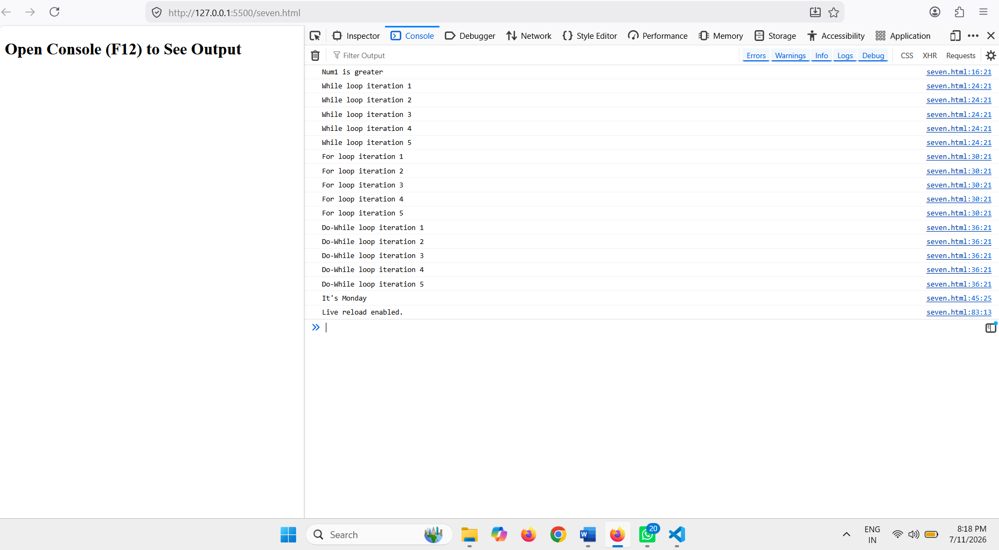 http://127.0.0.1:5500/seven.html
Open Console (F12) to See Output
Inspector Console Debugger Network Style Editor Performance Memory Storage Accessibility Application
Filter Output Errors Warnings Info Logs Debug CSS XHR Requests
Num1 is greater seven.html:16:21
While loop iteration 1 seven.html:24:21
While loop iteration 2 seven.html:24:21
While loop iteration 3 seven.html:24:21
While loop iteration 4 seven.html:24:21
While loop iteration 5 seven.html:24:21
For loop iteration 1 seven.html:30:21
For loop iteration 2 seven.html:30:21
For loop iteration 3 seven.html:30:21
For loop iteration 4 seven.html:30:21
For loop iteration 5 seven.html:30:21
Do-While loop iteration 1 seven.html:36:21
Do-While loop iteration 2 seven.html:36:21
Do-While loop iteration 3 seven.html:36:21
Do-While loop iteration 4 seven.html:36:21
Do-While loop iteration 5 seven.html:36:21
It's Monday seven.html:45:25
Live reload enabled. seven.html:83:13
Search
W
20
ENG
IN
8:18 PM
7/11/2026